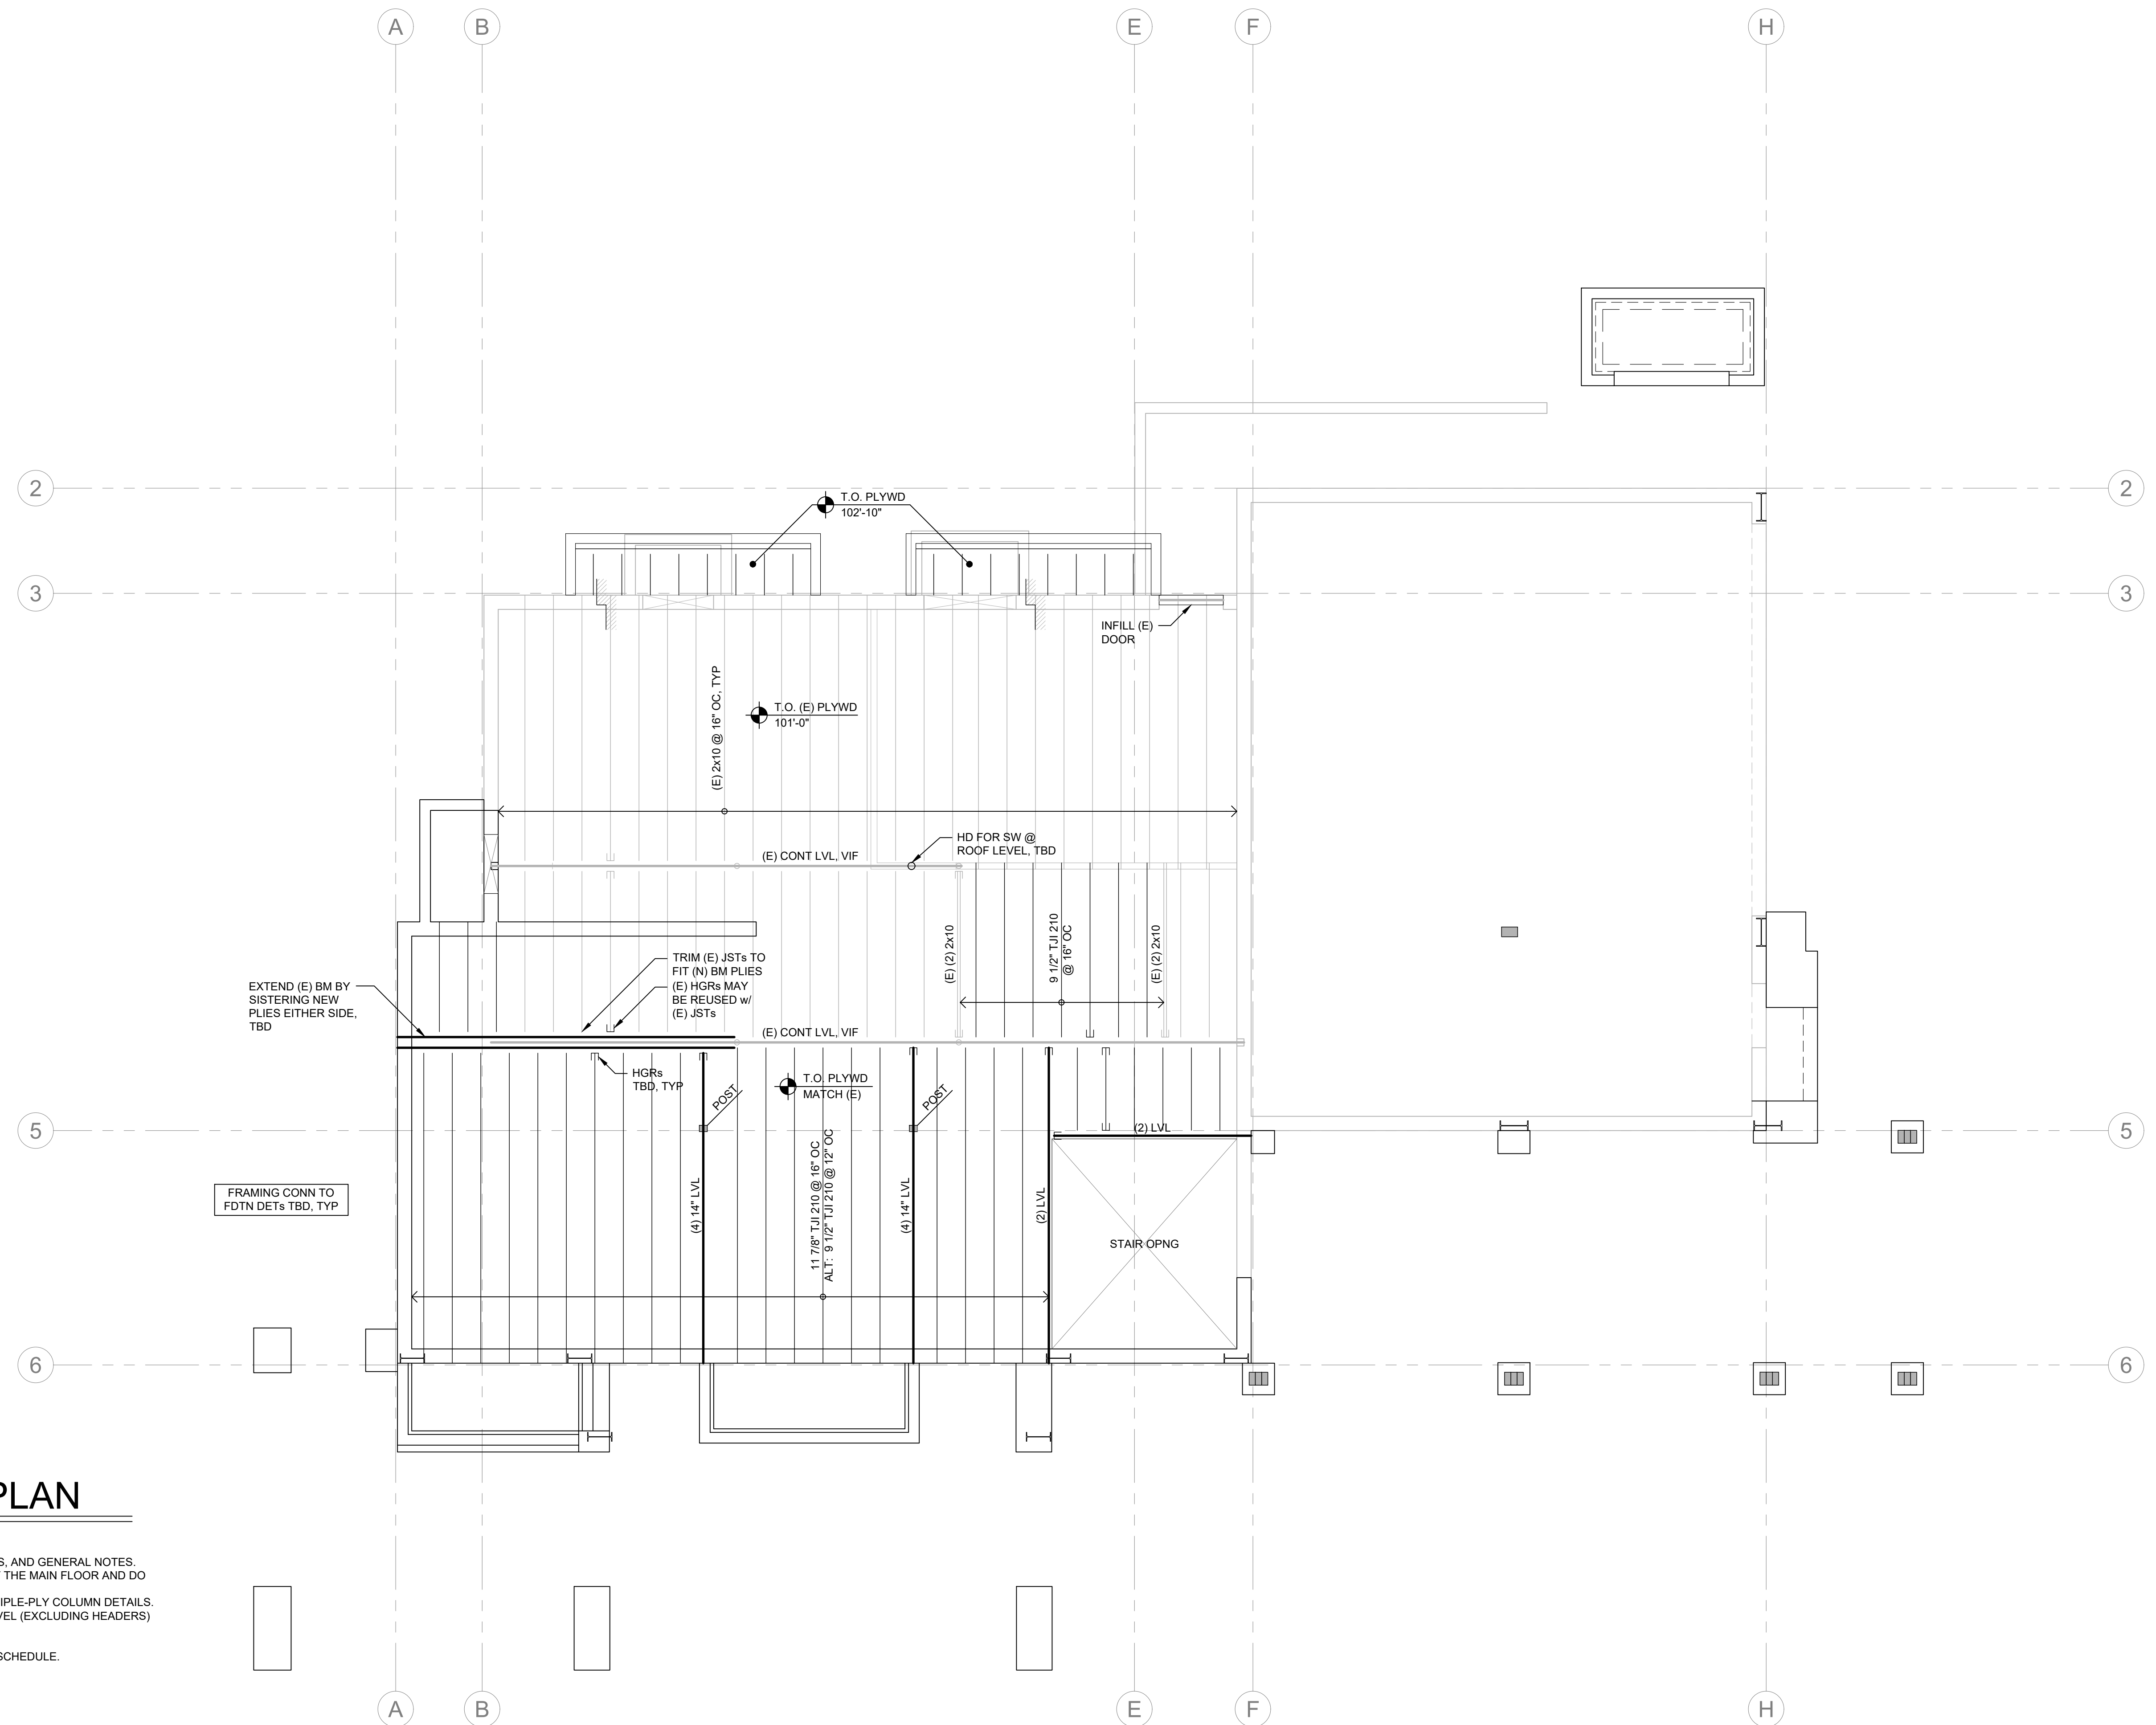 A
B
E
F
H
2
2
T.O. PLYWD
102'-10"
3
3
INFILL (E)
DOOR
(E) 2x10 @ 16" OC, TYP
T.O. (E) PLYWD
101'-0"
HD FOR SW @
ROOF LEVEL, TBD
(E) CONT LVL, VIF
(E) (2) 2x10
9 1/2" TJI 210
@ 16" OC
(E) (2) 2x10
TRIM (E) JSTs TO
FIT (N) BM PLIES
(E) HGRs MAY
BE REUSED w/
(E) JSTs
EXTEND (E) BM BY
SISTERING NEW
PLIES EITHER SIDE,
TBD
(E) CONT LVL, VIF
HGRs
TBD, TYP
T.O. PLYWD
MATCH (E)
POST
POST
5
5
(2) LVL
FRAMING CONN TO
FDTN DETs TBD, TYP
(4) 14" LVL
11 7/8" TJI 210 @ 16" OC
ALT: 9 1/2" TJI 210 @ 12" OC
(4) 14" LVL
(2) LVL
STAIR OPNG
6
6
PLAN
S, AND GENERAL NOTES.
THE MAIN FLOOR AND DO
IPLE-PLY COLUMN DETAILS.
VEL (EXCLUDING HEADERS)
SCHEDULE.
A
B
E
F
H